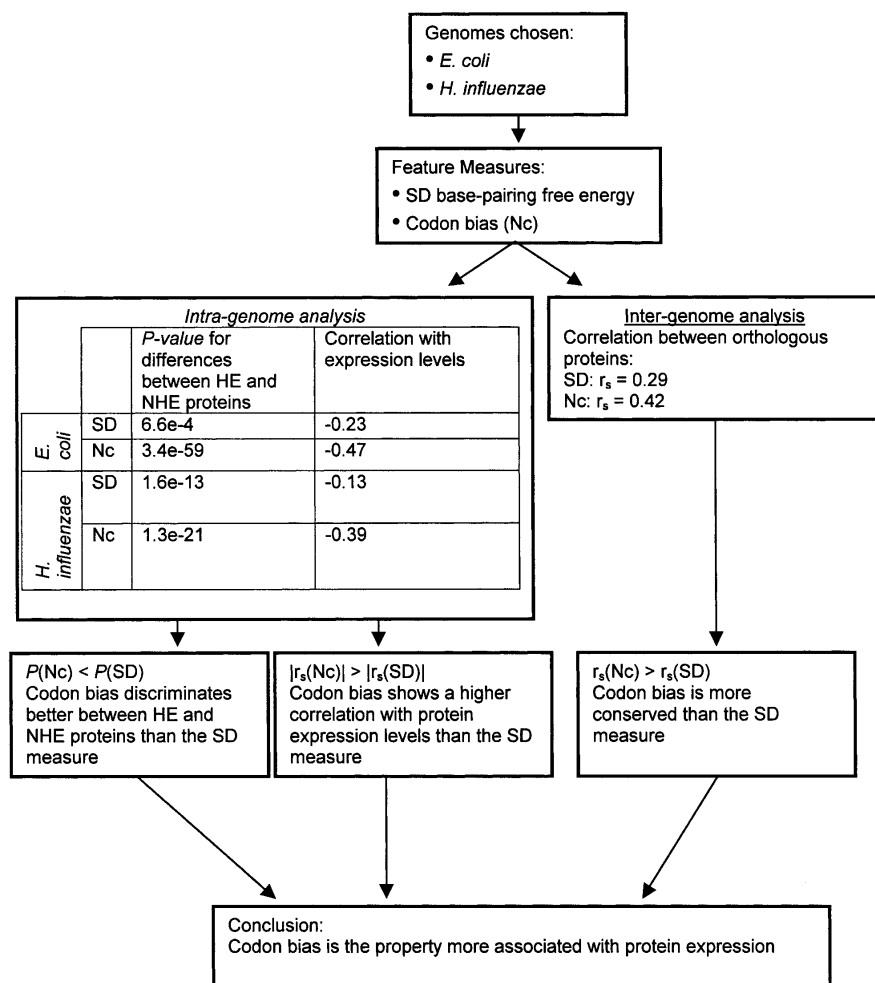 Genomes chosen:
• E. coli
• H. influenzae
Feature Measures:
• SD base-pairing free energy
• Codon bias (Nc)
Intra-genome analysis
P-value for
differences
between HE and
NHE proteins
Correlation with
expression levels
E.
coli
SD 6.6e-4 -0.23
Nc 3.4e-59 -0.47
H.
influenzae
SD 1.6e-13 -0.13
Nc 1.3e-21 -0.39
Inter-genome analysis
Correlation between orthologous
proteins:
SD: rs = 0.29
Nc: rs = 0.42
P(Nc) < P(SD)
Codon bias discriminates
better between HE and
NHE proteins than the SD
measure
|rs(Nc)| > |rs(SD)|
Codon bias shows a higher
correlation with protein
expression levels than the SD
measure
rs(Nc) > rs(SD)
Codon bias is more
conserved than the SD
measure
Conclusion:
Codon bias is the property more associated with protein expression